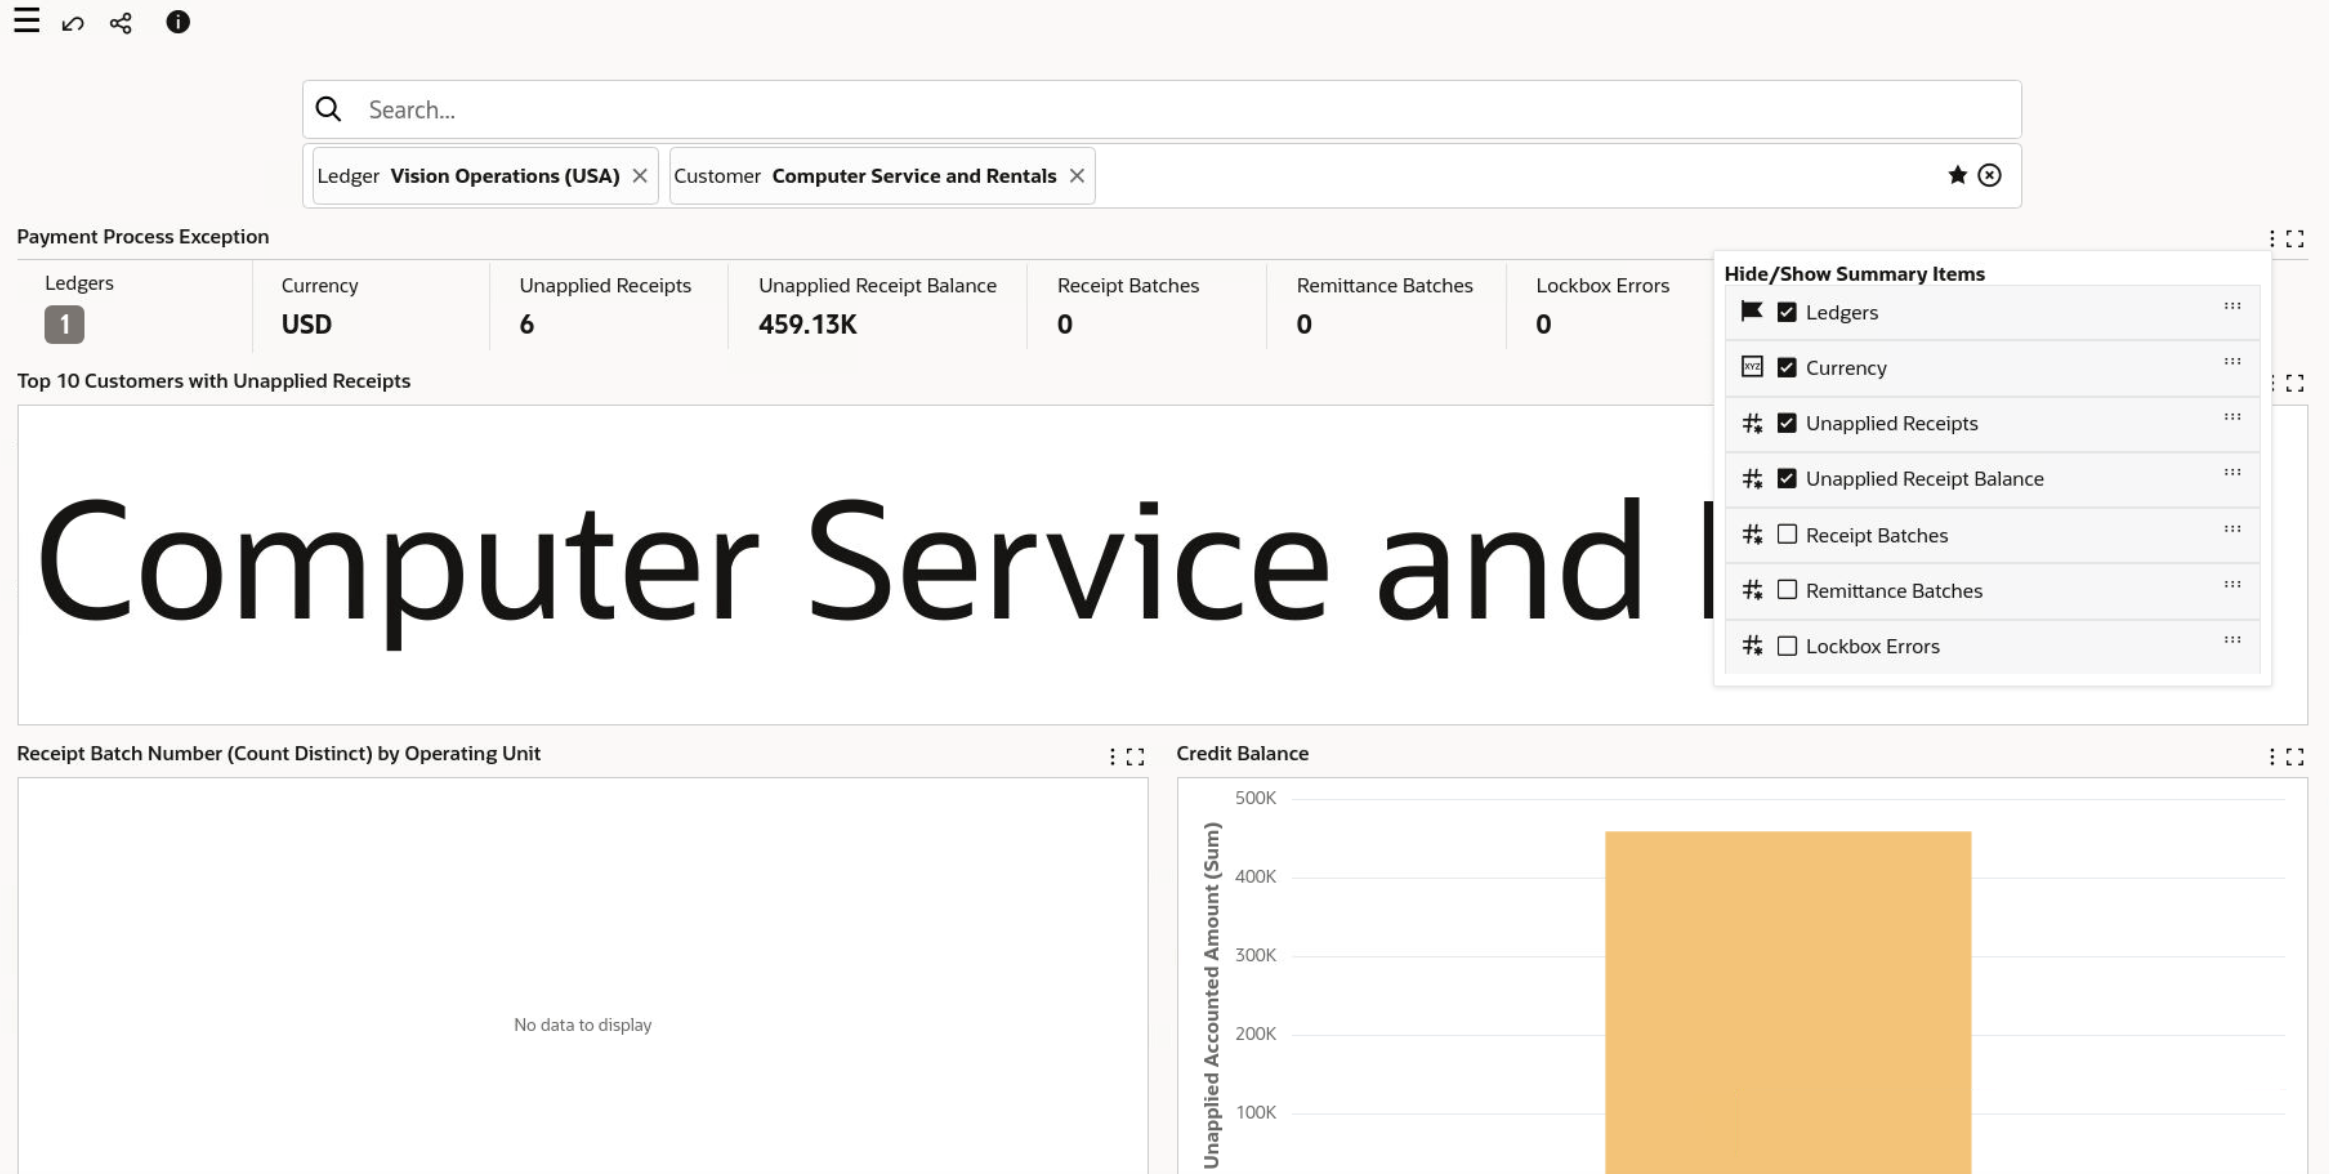 Search...
Ledger Vision Operations (USA)
Customer Computer Service and Rentals
Payment Process Exception
Ledgers
1
Currency
USD
Unapplied Receipts
6
Unapplied Receipt Balance
459.13K
Receipt Batches
0
Remittance Batches
0
Lockbox Errors
0
Hide/Show Summary Items
Ledgers
XYZ Currency
Unapplied Receipts
Unapplied Receipt Balance
Receipt Batches
Remittance Batches
Lockbox Errors
Top 10 Customers with Unapplied Receipts
Computer Service and
Receipt Batch Number (Count Distinct) by Operating Unit
No data to display
Credit Balance
Unapplied Accounted Amount (Sum)
500K
400K
300K
200K
100K